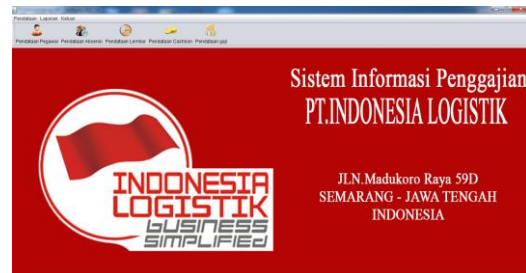 Pendataan Laporan Keluar
Pendataan Pegawai Pendataan Absensi Pendataan Lembur Pendataan Cashbon Pendataan gaji
Sistem Informasi Penggajian
PT.INDONESIA LOGISTIK
JLN.Madukoro Raya 59D
SEMARANG - JAWA TENGAH
INDONESIA
INDONESIA
LOGISTIK
BUSINESS
SIMPLIFIED